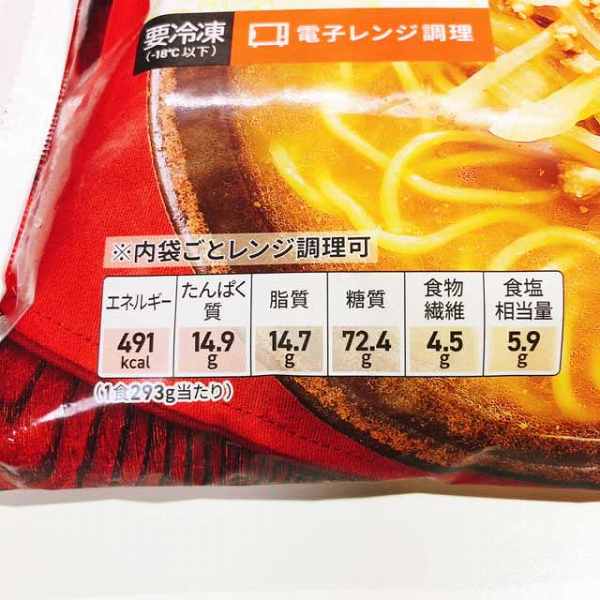 要冷凍
(-18℃以下)
電子レンジ調理
※内袋ごとレンジ調理可
エネルギー
491
kcal
たんぱく
質
14.9
g
脂質
14.7
g
糖質
72.4
g
食物
繊維
4.5
g
食塩
相当量
5.9
g
(1食293g当たり)